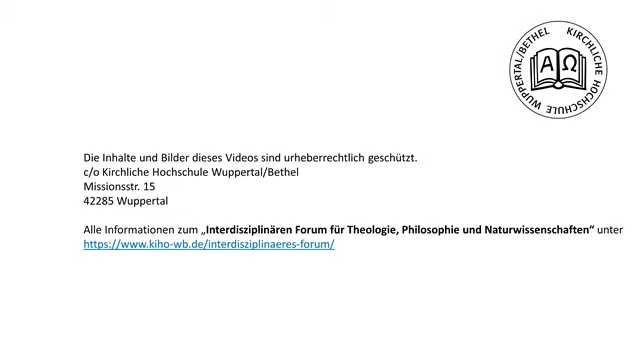 KIRCHLICHE HOCHSCHULE WUPPERTAL/BETHEL
A Ω
Die Inhalte und Bilder dieses Videos sind urheberrechtlich geschützt.
c/o Kirchliche Hochschule Wuppertal/Bethel
Missionsstr. 15
42285 Wuppertal
Alle Informationen zum „Interdisziplinären Forum für Theologie, Philosophie und Naturwissenschaften“ unter
https://www.kiho-wb.de/interdisziplinaeres-forum/